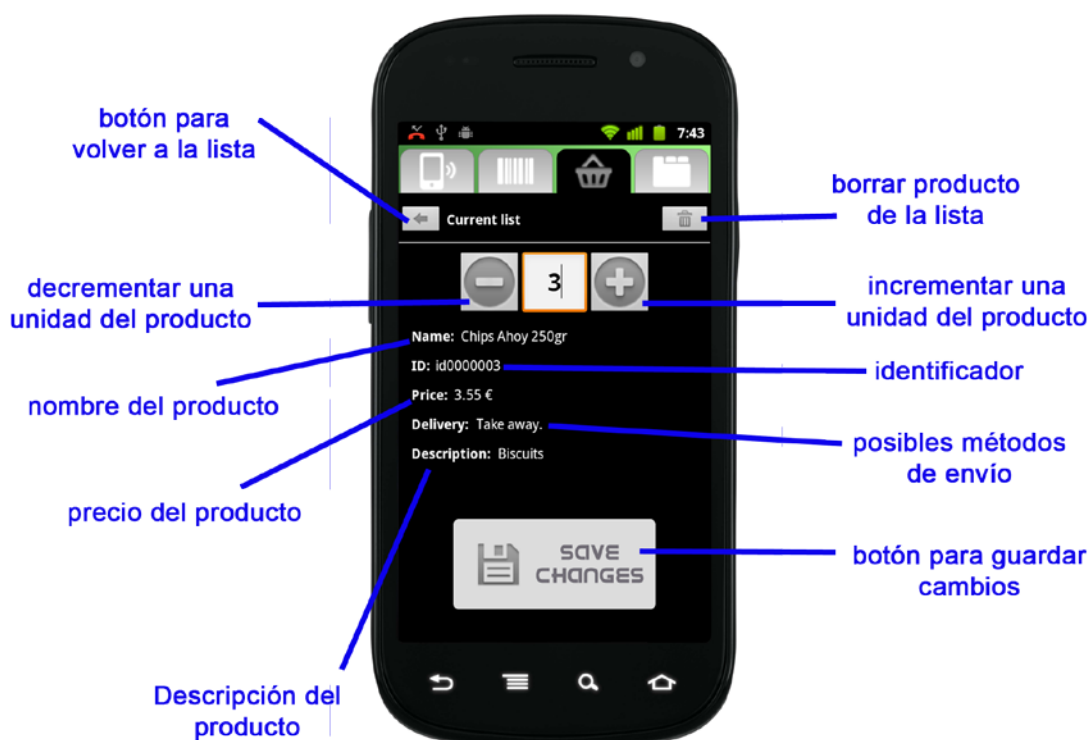 botón para
volver a la lista
7:43
Current list
borrar producto
de la lista
decrementar una
unidad del producto
3
incrementar una
unidad del producto
Name: Chips Ahoy 250gr
ID: id0000003
identificador
nombre del producto
Price: 3.55 €
Delivery: Take away.
posibles métodos
de envío
Description: Biscuits
precio del producto
SAVE
CHANGES
botón para guardar
cambios
Descripción del
producto